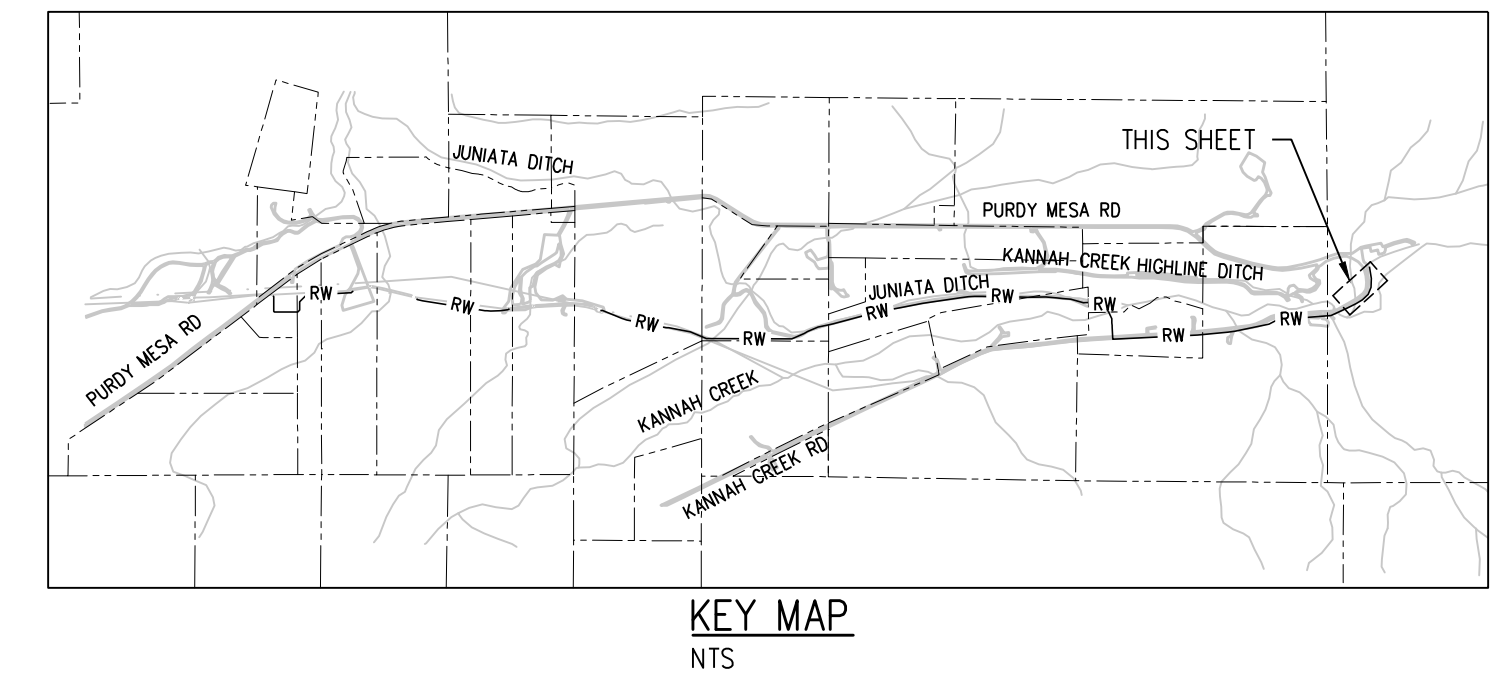 THIS SHEET
JUNIATA DITCH
PURDY MESA RD
KANNAH CREEK HIGHLINE DITCH
JUNIATA DITCH
RW
RW
RW
RW
RW
RW
RW
RW
RW
PURDY MESA RD
KANNAH CREEK
KANNAH CREEK RD
KEY MAP
NTS